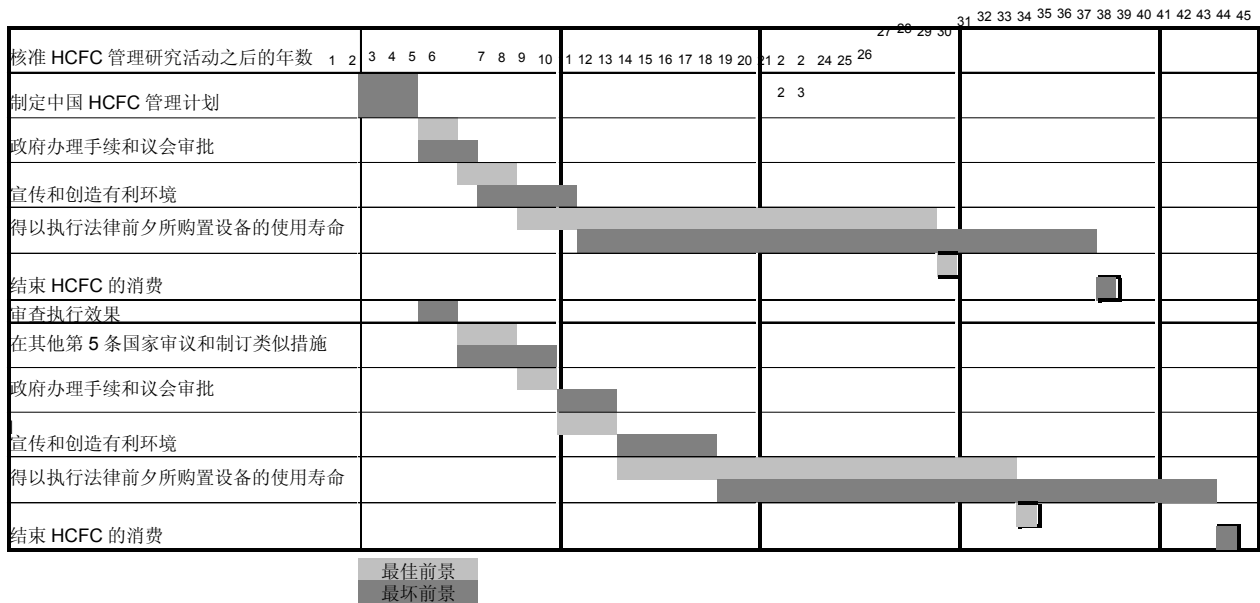 31 32 33 34 35 36 37 38 39 40 41 42 43 44 45
27 28 29 30
核准 HCFC 管理研究活动之后的年数 1 2 3 4 5 6 7 8 9 10 1 12 13 14 15 16 17 18 19 20 21 2 2 24 25 26
2 3
制定中国 HCFC 管理计划
政府办理手续和议会审批
宣传和创造有利环境
得以执行法律前夕所购置设备的使用寿命
结束 HCFC 的消费
审查执行效果
在其他第 5 条国家审议和制订类似措施
政府办理手续和议会审批
宣传和创造有利环境
得以执行法律前夕所购置设备的使用寿命
结束 HCFC 的消费
最佳前景
最坏前景